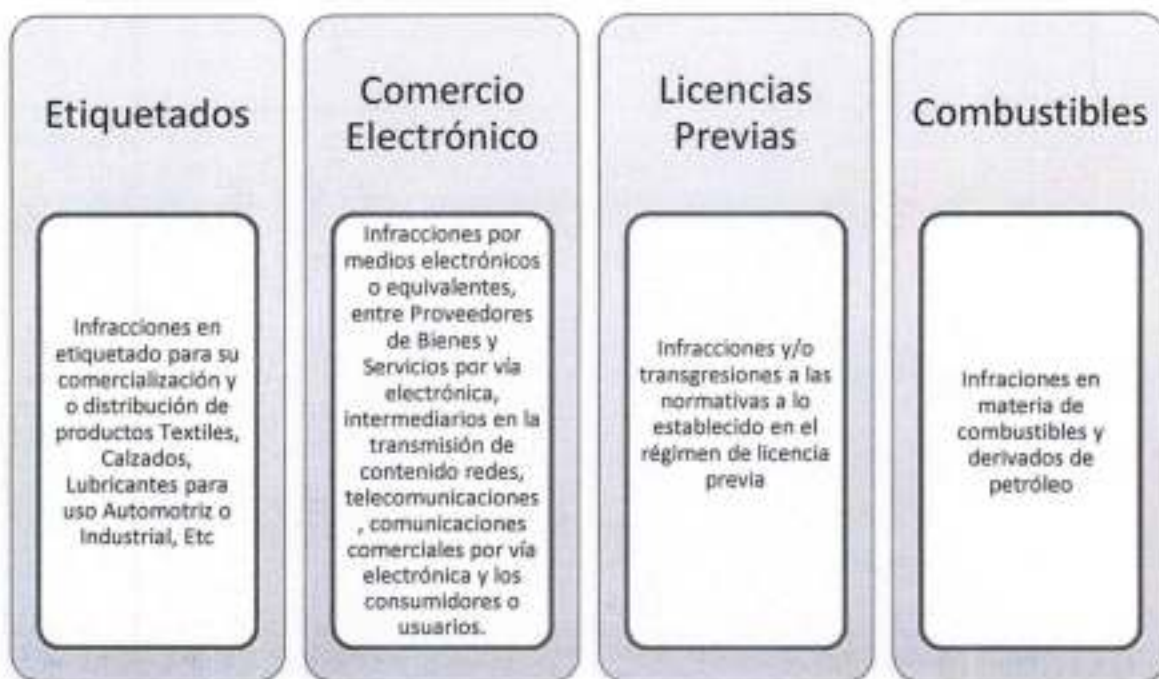 Etiquetados
Infracciones en
etiquetado para su
comercialización y
o distribución de
productos Textiles,
Calzados,
Lubricantes para
uso Automotriz o
Industrial, Etc
Comercio
Electrónico
Infracciones por
medios electrónicos
o equivalentes,
entre Proveedores
de Bienes y
Servicios por vía
electrónica,
intermediarios en la
transmisión de
contenido redes,
telecomunicaciones
, comunicaciones
comerciales por vía
electrónica y los
consumidores o
usuarios.
Licencias
Previas
Infracciones y/o
transgresiones a las
normativas a lo
establecido en el
régimen de licencia
previa
Combustibles
Infraciones en
materia de
combustibles y
derivados de
petróleo